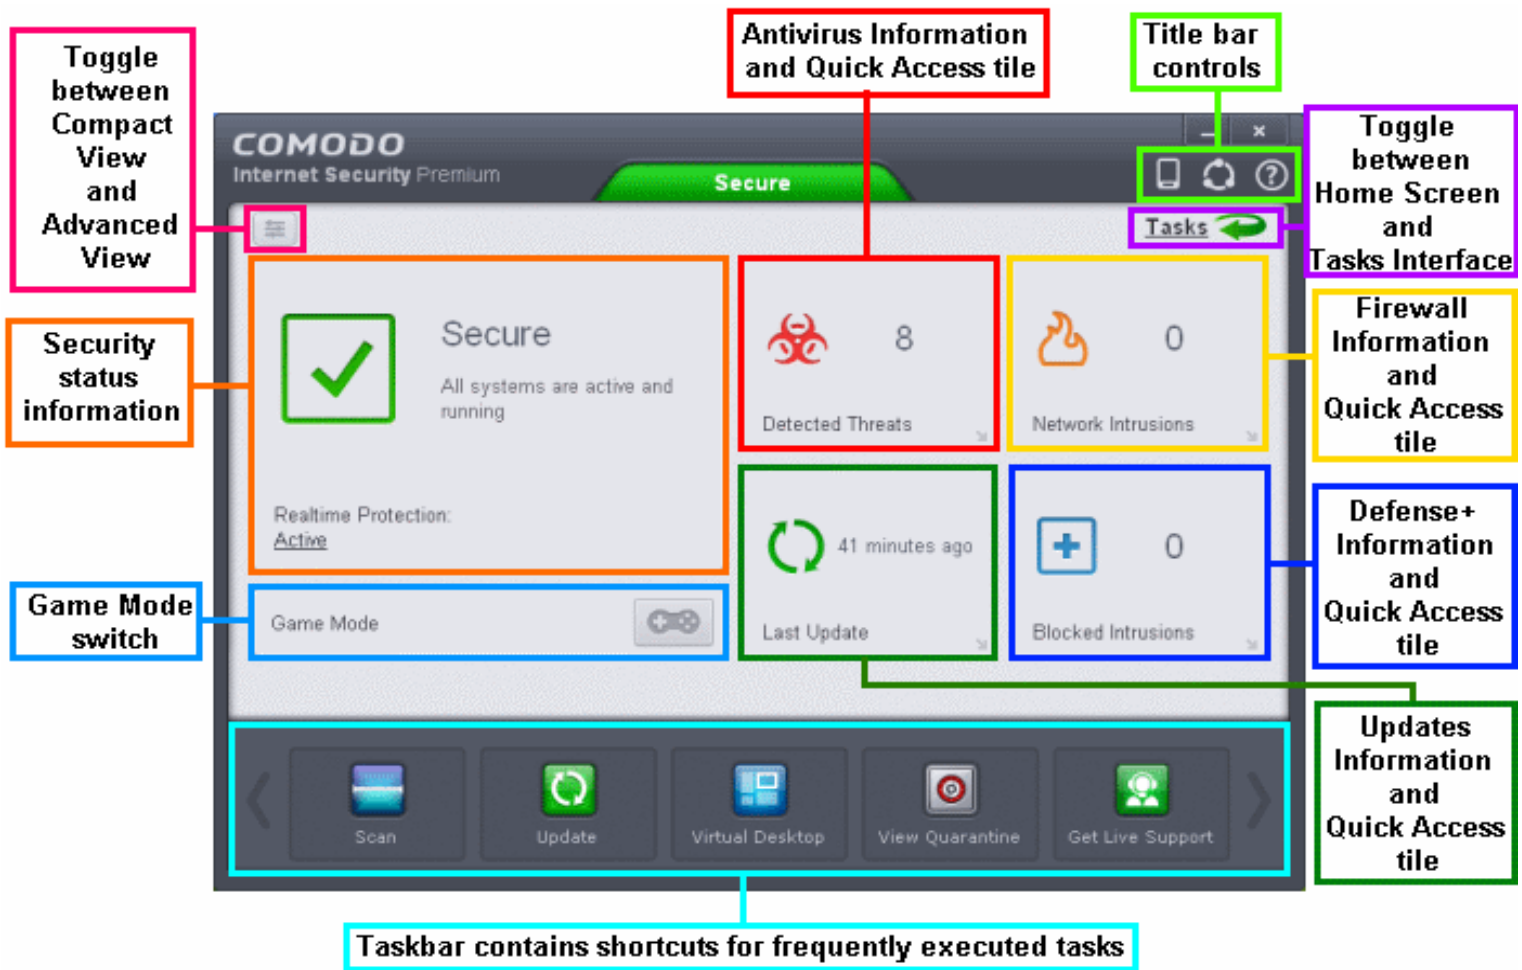 Toggle
between
Compact
View
and
Advanced
View
Antivirus Information
and Quick Access tile
Title bar
controls
Toggle
between
Home Screen
and
Tasks Interface
COMODO
Internet Security Premium
Secure
Tasks
Security
status
information
Secure
All systems are active and
running
Realtime Protection:
Active
8
Detected Threats
0
Network Intrusions
Firewall
Information
and
Quick Access
tile
Game Mode
switch
Game Mode
41 minutes ago
Last Update
0
Blocked Intrusions
Defense+
Information
and
Quick Access
tile
Updates
Information
and
Quick Access
tile
Scan
Update
Virtual Desktop
View Quarantine
Get Live Support
Taskbar contains shortcuts for frequently executed tasks